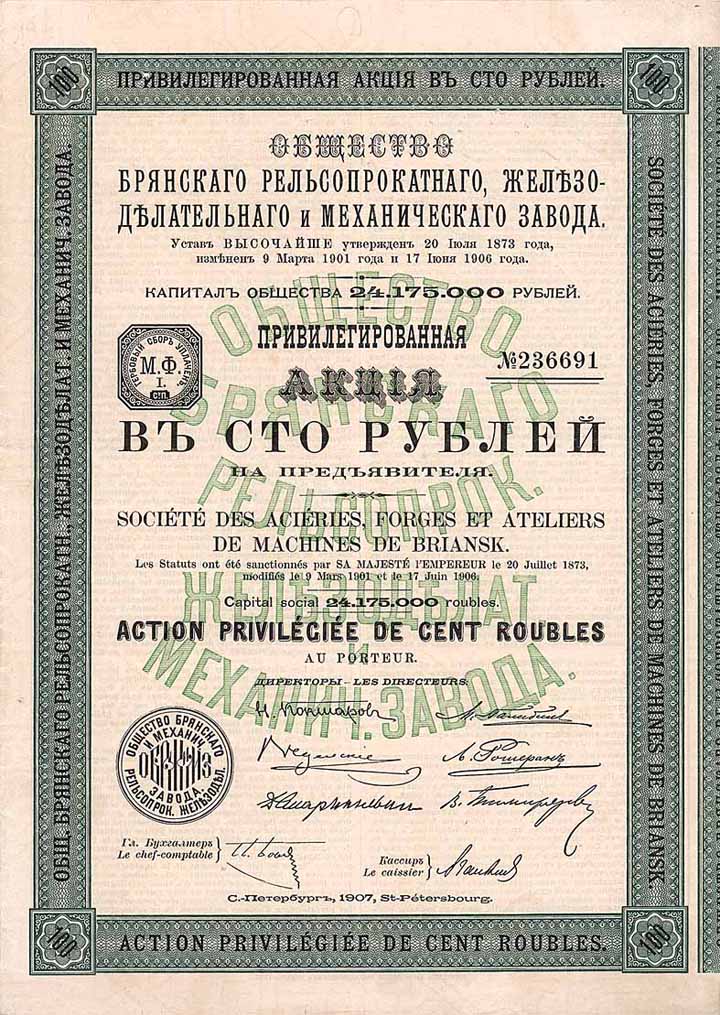 100
ПРИВИЛЕГИРОВАННАЯ АКЦІЯ ВЪ СТО РУБЛЕЙ.
100
ОБЩЕСТВО
БРЯНСКАГО РЕЛЬСОПРОКАТНАГО, ЖЕЛѢЗО-
ДѢЛАТЕЛЬНАГО и МЕХАНИЧЕСКАГО ЗАВОДА.
Уставъ ВЫСОЧАЙШЕ утвержденъ 20 Іюля 1873 года,
измѣненъ 9 Марта 1901 года и 17 Іюня 1906 года.
КАПИТАЛЪ ОБЩЕСТВА 24.175.000 РУБЛЕЙ.
ПРИВИЛЕГИРОВАННАЯ
№236691
АКЦІЯ
ВЪ СТО РУБЛЕЙ
НА ПРЕДЪЯВИТЕЛЯ.
ГЕРБОВЫЙ СБОРЪ УПЛАЧЕНЪ.
М.Ф.
I.
СУП.
SOCIÉTÉ DES ACIÉRIES, FORGES ET ATELIERS
DE MACHINES DE BRIANSK.
Les Statuts ont été sanctionnés par SA MAJESTÉ l'EMPEREUR le 20 Juillet 1873,
modifiés le 9 Mars 1901 et le 17 Juin 1906.
Capital social 24.175.000 roubles.
ACTION PRIVILÉGIÉE DE CENT ROUBLES
AU PORTEUR.
ДИРЕКТОРЫ – LES DIRECTEURS:
Н. Кокшаровъ
ОБЩЕСТВО БРЯНСКАГО
И МЕХАНИЧ.
ЗАВОДА
РЕЛЬСОПРОК. ЖЕЛѢЗОДѢЛ.
Гл. Бухгалтеръ
Le chef-comptable
Кассиръ
Le caissier
С.-Петербургъ, 1907, St-Pétersbourg.
ОБЩЕСТВО
БРЯНСКАГО
РЕЛЬСОПРОК.
ЖЕЛѢЗОДѢЛАТ.
И
МЕХАНИЧ. ЗАВОДА.
ОБЩ. БРЯНСКАГО РЕЛЬСОПРОКАТН., ЖЕЛѢЗОДѢЛАТ. И МЕХАНИЧ. ЗАВОДА.
SOCIÉTÉ DES ACIÉRIES, FORGES ET ATELIERS DE MACHINES DE BRIANSK.
100
ACTION PRIVILÉGIÉE DE CENT ROUBLES.
100